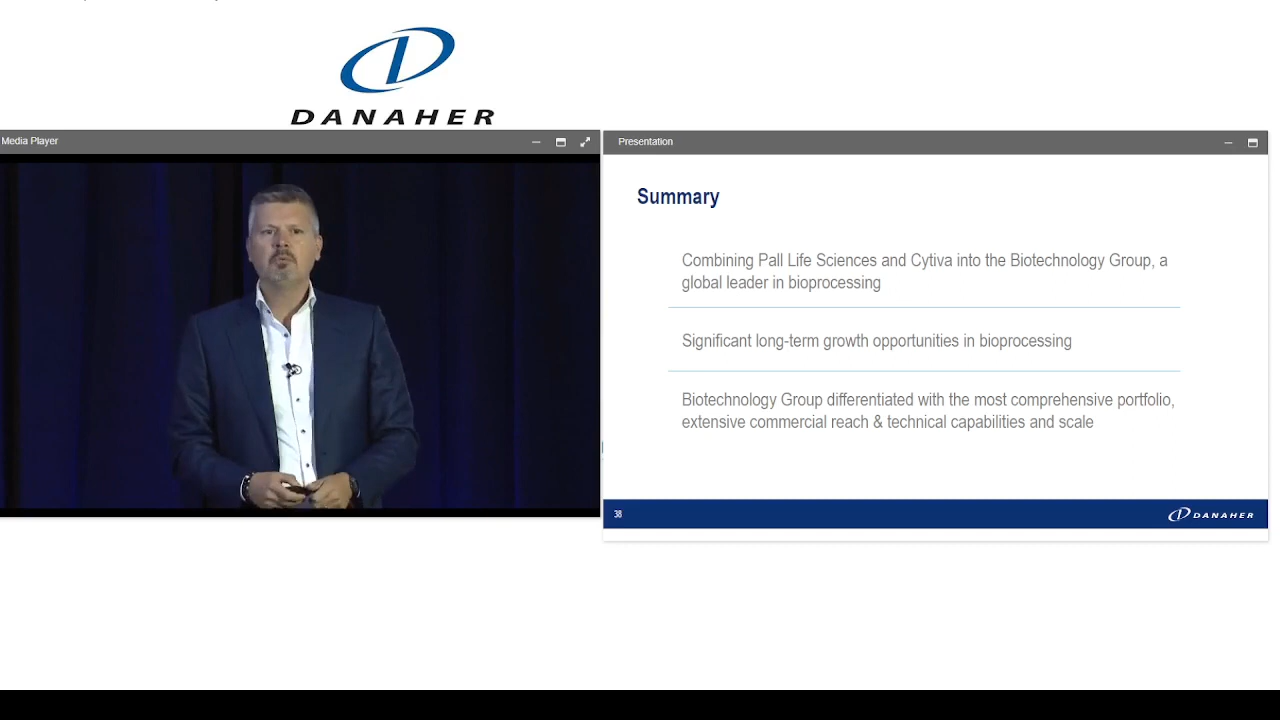 DANAHER
Media Player
Presentation
Summary
Combining Pall Life Sciences and Cytiva into the Biotechnology Group, a
global leader in bioprocessing
Significant long-term growth opportunities in bioprocessing
Biotechnology Group differentiated with the most comprehensive portfolio,
extensive commercial reach & technical capabilities and scale
38
DANAHER